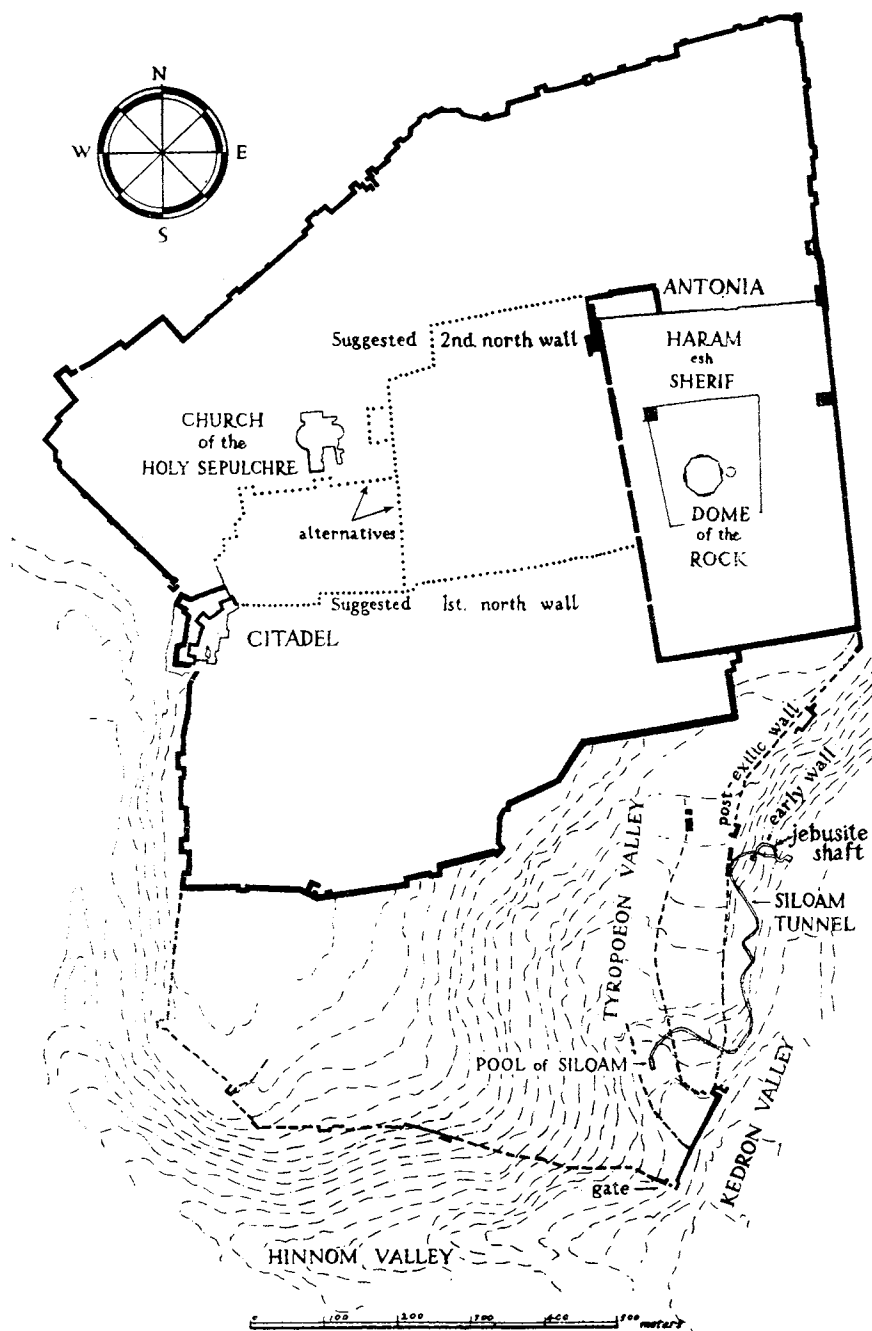 N
W E
S
ANTONIA
Suggested 2nd. north wall
HARAM
esh
SHERIF
CHURCH
of the
HOLY SEPULCHRE
alternatives
DOME
of the
ROCK
Suggested 1st. north wall
CITADEL
post-exilic wall
early wall
jebusite
shaft
TYROPOEON VALLEY
SILOAM
TUNNEL
POOL of SILOAM
KEDRON VALLEY
gate
HINNOM VALLEY
0 100 200 300 400 500 meters